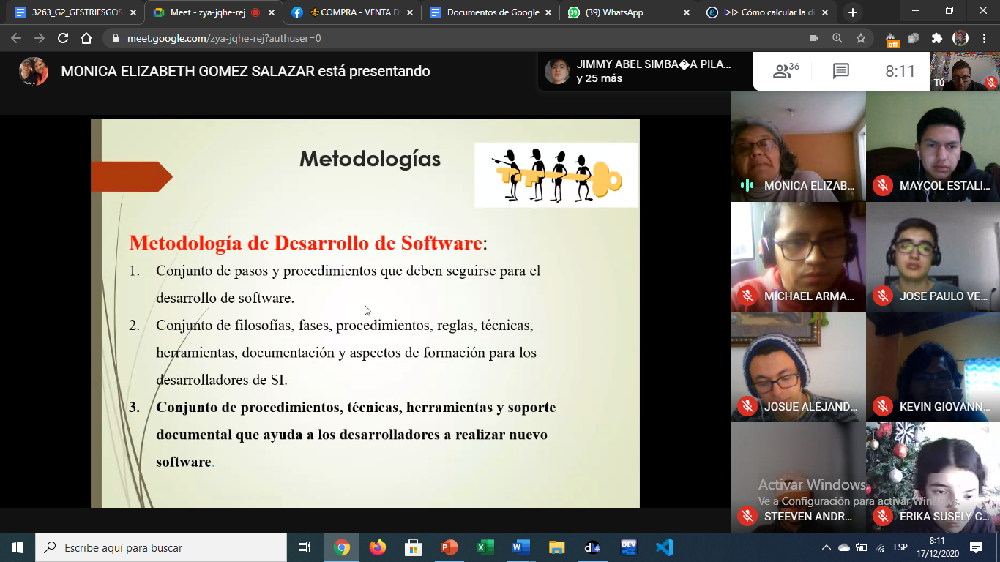 3263_G2_GESTRIESGOS
Meet - zya-jqhe-rej
COMPRA - VENTA D
Documentos de Google
(39) WhatsApp
▷▷ Cómo calcular la di
meet.google.com/zya-jqhe-rej?authuser=0
off
MONICA ELIZABETH GOMEZ SALAZAR está presentando
JIMMY ABEL SIMBA�A PILA...
y 25 más
36
8:11
Tú
Metodologías
Metodología de Desarrollo de Software:
1. Conjunto de pasos y procedimientos que deben seguirse para el
desarrollo de software.
2. Conjunto de filosofías, fases, procedimientos, reglas, técnicas,
herramientas, documentación y aspectos de formación para los
desarrolladores de SI.
3. Conjunto de procedimientos, técnicas, herramientas y soporte
documental que ayuda a los desarrolladores a realizar nuevo
software.
MONICA ELIZAB...
MAYCOL ESTALI...
MICHAEL ARMA...
JOSE PAULO VE...
JOSUE ALEJAND...
KEVIN GIOVANN...
Activar Windows
Ve a Configuración para activar Windows.
STEEVEN ANDR...
ERIKA SUSELY C...
Escribe aquí para buscar
DEV
ESP
8:11
17/12/2020